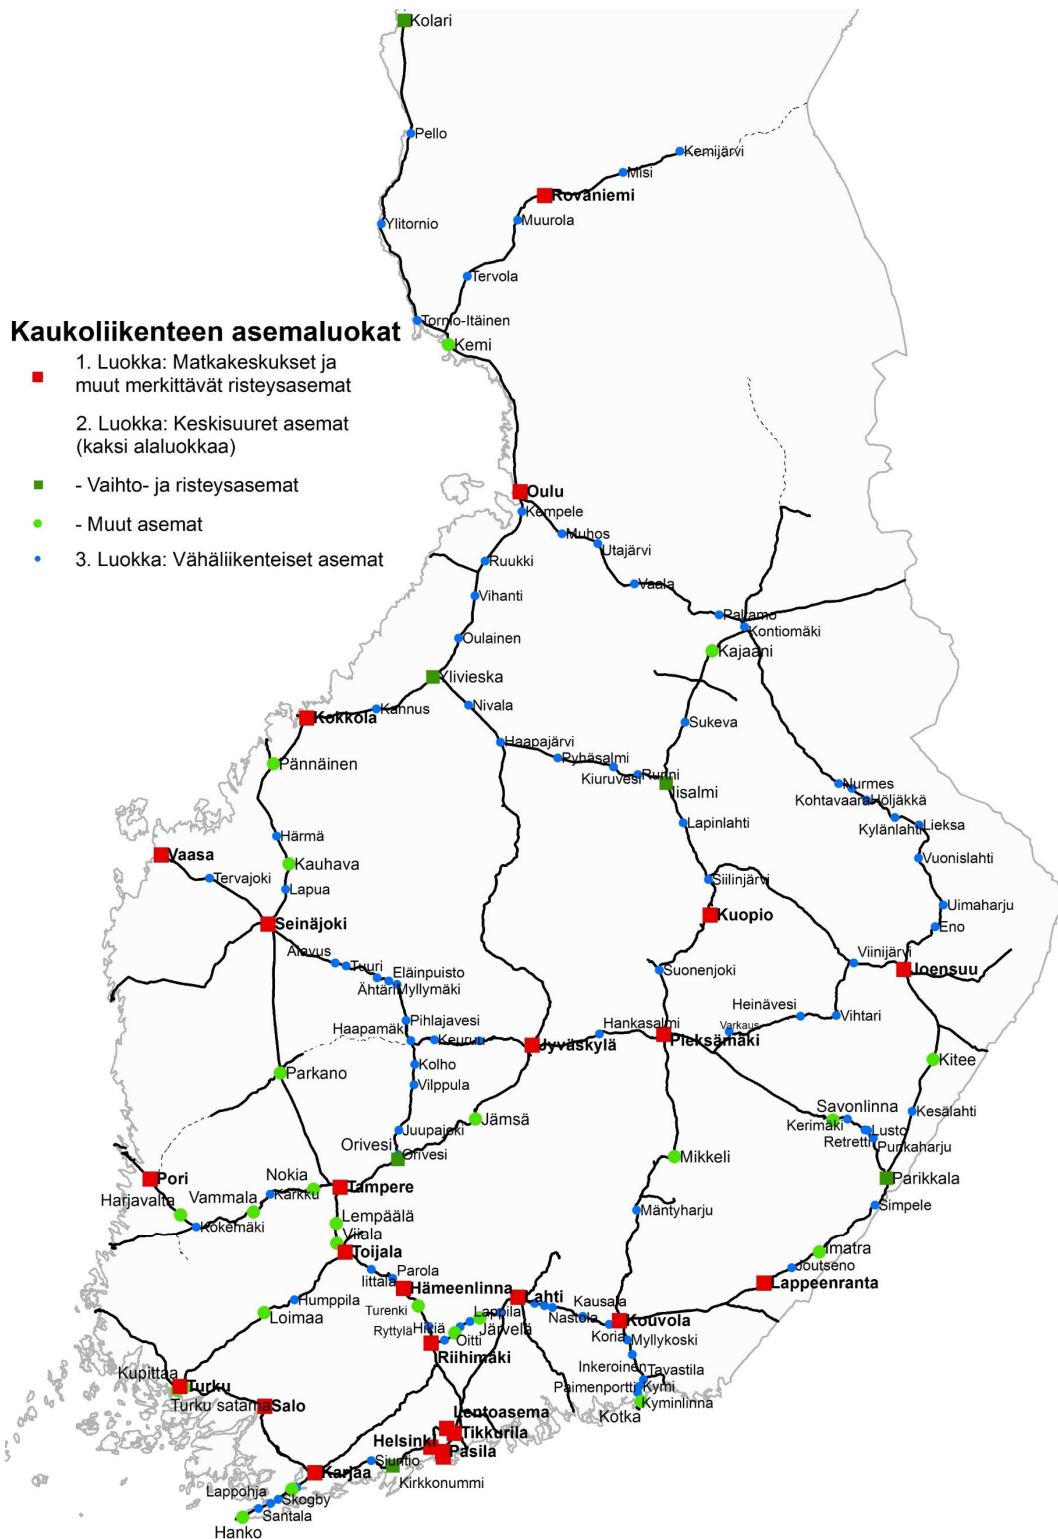 Kolari
Pello
Kemijärvi
Misi
Rovaniemi
Muurola
Ylitornio
Tervola
Tornio-Itäinen
Kemi
Kaukoliikenteen asemaluokat
1. Luokka: Matkakeskukset ja
muut merkittävät risteysasemat
2. Luokka: Keskisuuret asemat
(kaksi alaluokkaa)
- Vaihto- ja risteysasemat
- Muut asemat
3. Luokka: Vähäliikenteiset asemat
Oulu
Kempele
Muhos
Utajärvi
Ruukki
Vaala
Vihanti
Paltamo
Kontiomäki
Oulainen
Kajaani
Ylivieska
Nivala
Kannus
Kokkola
Sukeva
Haapajärvi
Pyhäsalmi
Pännäinen
Kiuruvesi
Runni
Iisalmi
Nurmes
Kohtavaara
Höljäkkä
Kylänlahti
Lieksa
Lapinlahti
Härmä
Vaasa
Kauhava
Vuonislahti
Tervajoki
Lapua
Siilinjärvi
Uimaharju
Kuopio
Seinäjoki
Eno
Alavus
Tuuri
Eläinpuisto
Viinijärvi
Joensuu
Suonenjoki
Ähtäri
Myllymäki
Heinävesi
Vihtari
Pihlajavesi
Hankasalmi
Varkaus
Haapamäki
Keuruu
Jyväskylä
Pieksämäki
Kolho
Kitee
Parkano
Vilppula
Savonlinna
Kesälahti
Jämsä
Kerimäki
Lusto
Juupajoki
Retretti
Punkaharju
Orivesi
Orivesi
Mikkeli
Pori
Nokia
Parikkala
Harjavalta
Vammala
Karkku
Tampere
Simpele
Kokemäki
Lempäälä
Mäntyharju
Viiala
Toijala
Imatra
Parola
Joutseno
Iittala
Hämeenlinna
Lappeenranta
Lahti
Humppila
Turenki
Lappila
Kausala
Loimaa
Nastola
Kouvola
Ryttylä
Hikiä
Järvelä
Oitti
Koria
Myllykoski
Riihimäki
Kupittaa
Inkeroinen
Tavastila
Turku
Paimenportti
Kymi
Turku satama
Salo
Kyminlinna
Lentoasema
Kotka
Helsinki
Tikkurila
Pasila
Siuntio
Karjaa
Kirkkonummi
Lappohja
Skogby
Santala
Hanko